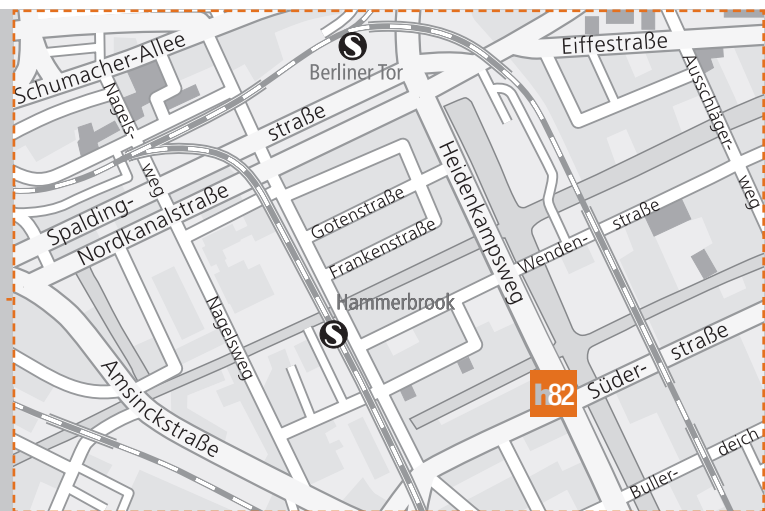 Schumacher-Allee
S
Berliner Tor
Eiffestraße
Nagels-
weg
straße
Ausschläger-
weg
Spalding-
Nordkanalstraße
Gotenstraße
Frankenstraße
Heidenkampsweg
Wenden-
straße
Nagelsweg
Hammerbrook
S
Amsinckstraße
h82
Süder-
straße
Buller-
deich